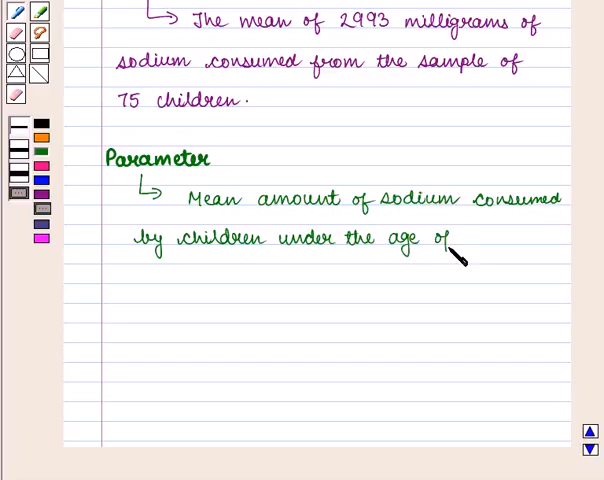 The mean of 2993 milligrams of
sodium consumed from the sample of
75 children.
Parameter
Mean amount of sodium consumed
by children under the age of